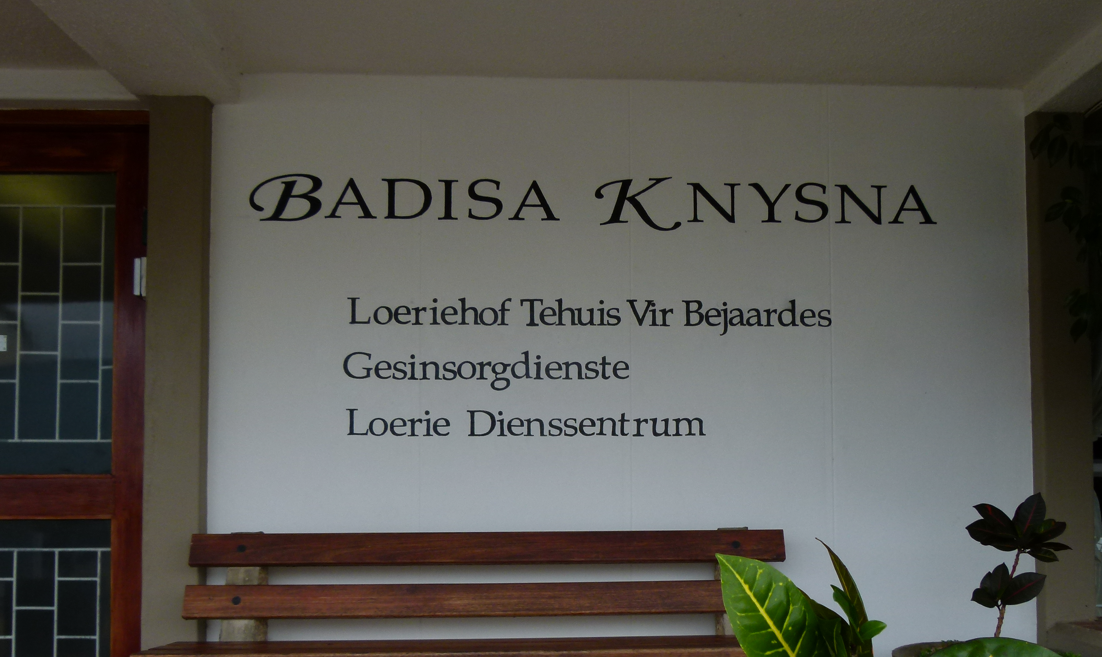 BADISA KNYSNA
Loeriehof Tehuis Vir Bejaardes
Gesinsorgdienste
Loerie Dienssentrum